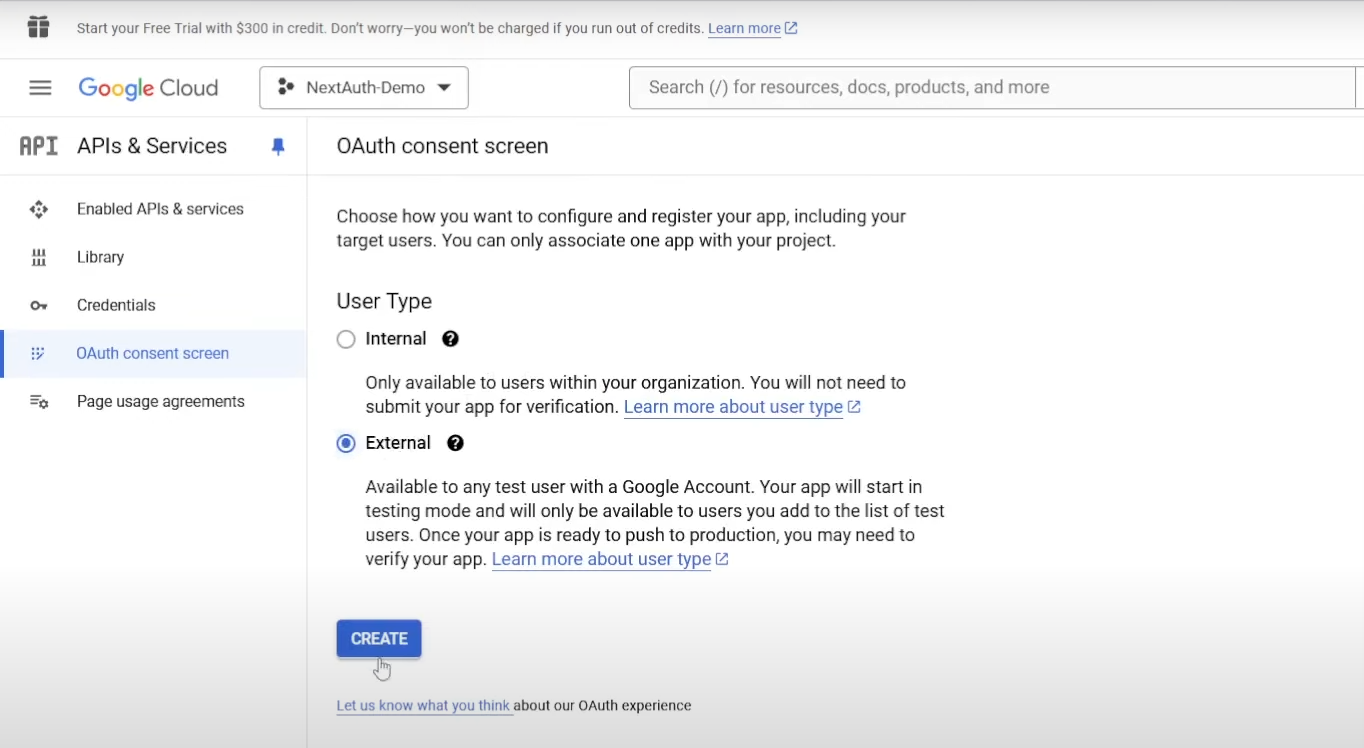 Start your Free Trial with $300 in credit. Don't worry—you won't be charged if you run out of credits. Learn more
Google Cloud
NextAuth-Demo
Search (/) for resources, docs, products, and more
API APIs & Services
OAuth consent screen
Enabled APIs & services
Library
Credentials
OAuth consent screen
Page usage agreements
Choose how you want to configure and register your app, including your
target users. You can only associate one app with your project.
User Type
Internal
Only available to users within your organization. You will not need to
submit your app for verification. Learn more about user type
External
Available to any test user with a Google Account. Your app will start in
testing mode and will only be available to users you add to the list of test
users. Once your app is ready to push to production, you may need to
verify your app. Learn more about user type
CREATE
Let us know what you think about our OAuth experience